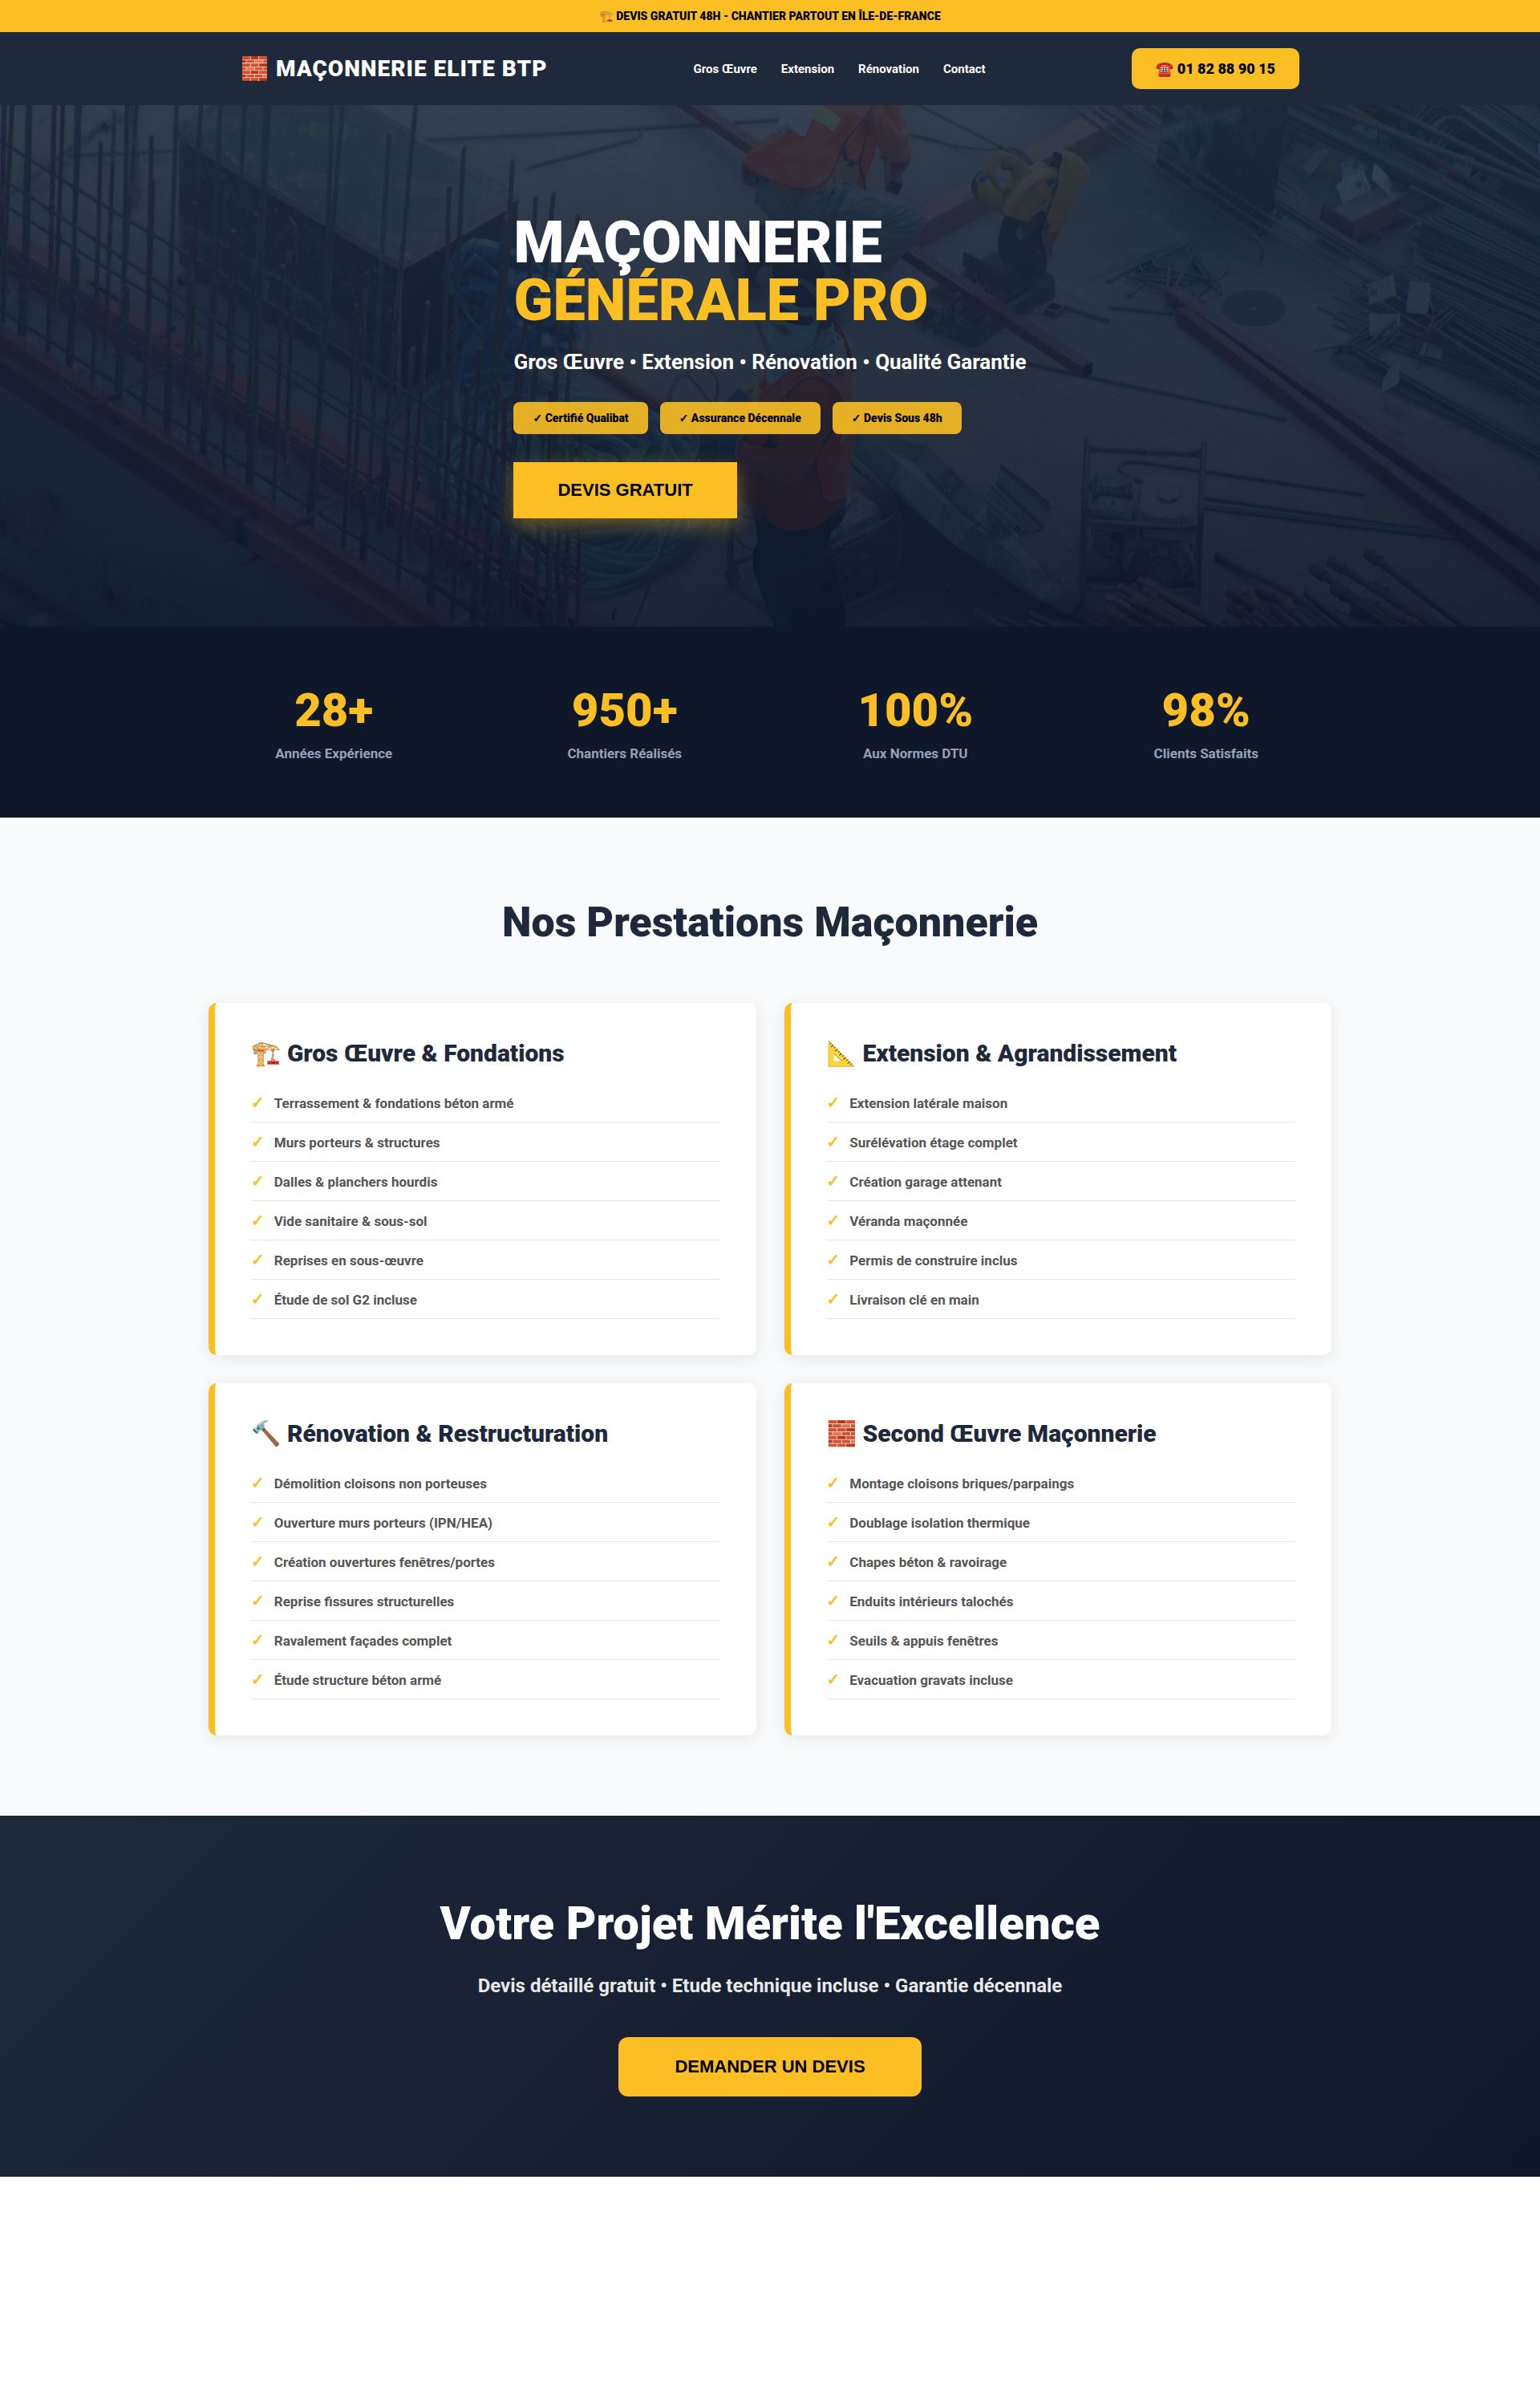 🏗️ DEVIS GRATUIT 48H - CHANTIER PARTOUT EN ÎLE-DE-FRANCE
🧱 MAÇONNERIE ELITE BTP
Gros Œuvre
Extension
Rénovation
Contact
☎️ 01 82 88 90 15
MAÇONNERIE
GÉNÉRALE PRO
Gros Œuvre • Extension • Rénovation • Qualité Garantie
✓ Certifié Qualibat
✓ Assurance Décennale
✓ Devis Sous 48h
DEVIS GRATUIT
28+
Années Expérience
950+
Chantiers Réalisés
100%
Aux Normes DTU
98%
Clients Satisfaits
Nos Prestations Maçonnerie
🏗️ Gros Œuvre & Fondations
✓ Terrassement & fondations béton armé
✓ Murs porteurs & structures
✓ Dalles & planchers hourdis
✓ Vide sanitaire & sous-sol
✓ Reprises en sous-œuvre
✓ Étude de sol G2 incluse
📐 Extension & Agrandissement
✓ Extension latérale maison
✓ Surélévation étage complet
✓ Création garage attenant
✓ Véranda maçonnée
✓ Permis de construire inclus
✓ Livraison clé en main
🔨 Rénovation & Restructuration
✓ Démolition cloisons non porteuses
✓ Ouverture murs porteurs (IPN/HEA)
✓ Création ouvertures fenêtres/portes
✓ Reprise fissures structurelles
✓ Ravalement façades complet
✓ Étude structure béton armé
🧱 Second Œuvre Maçonnerie
✓ Montage cloisons briques/parpaings
✓ Doublage isolation thermique
✓ Chapes béton & ravoirage
✓ Enduits intérieurs talochés
✓ Seuils & appuis fenêtres
✓ Evacuation gravats incluse
Votre Projet Mérite l'Excellence
Devis détaillé gratuit • Etude technique incluse • Garantie décennale
DEMANDER UN DEVIS